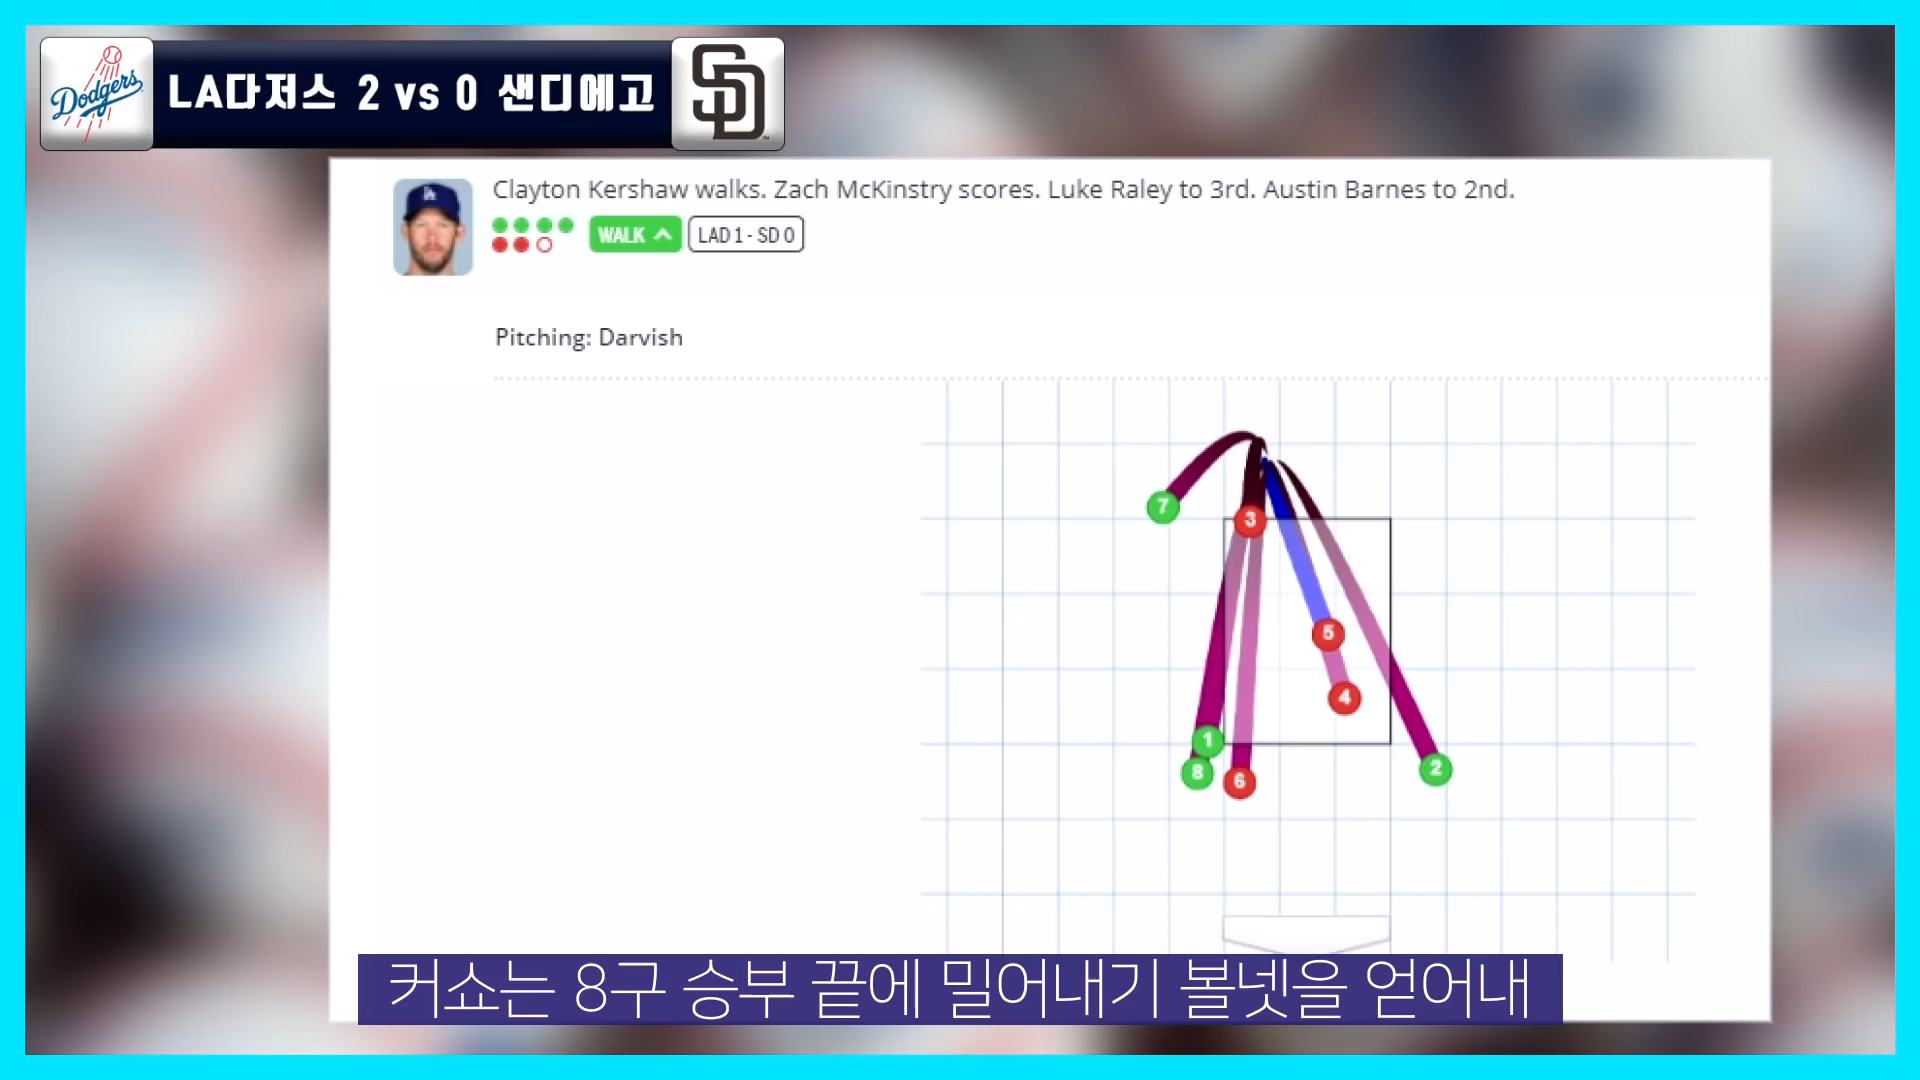 Dodgers
LA다저스 2 vs 0 샌디에고
SD
Clayton Kershaw walks. Zach McKinstry scores. Luke Raley to 3rd. Austin Barnes to 2nd.
WALK
LAD 1 - SD 0
Pitching: Darvish
7
3
5
4
1
8
6
2
커쇼는 8구 승부 끝에 밀어내기 볼넷을 얻어내